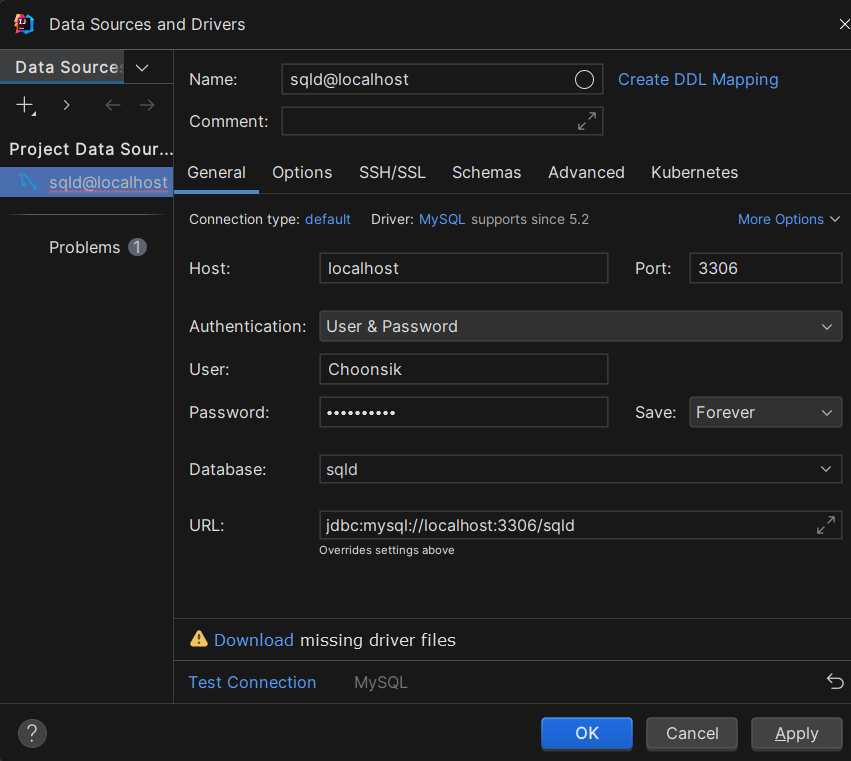 Data Sources and Drivers
Data Source
Name: sqld@localhost Create DDL Mapping
Comment:
Project Data Sour...
sqld@localhost
Problems 1
General Options SSH/SSL Schemas Advanced Kubernetes
Connection type: default Driver: MySQL supports since 5.2 More Options
Host: localhost Port: 3306
Authentication: User & Password
User: Choonsik
Password: •••••••••• Save: Forever
Database: sqld
URL: jdbc:mysql://localhost:3306/sqld
Overrides settings above
Download missing driver files
Test Connection MySQL
? OK Cancel Apply